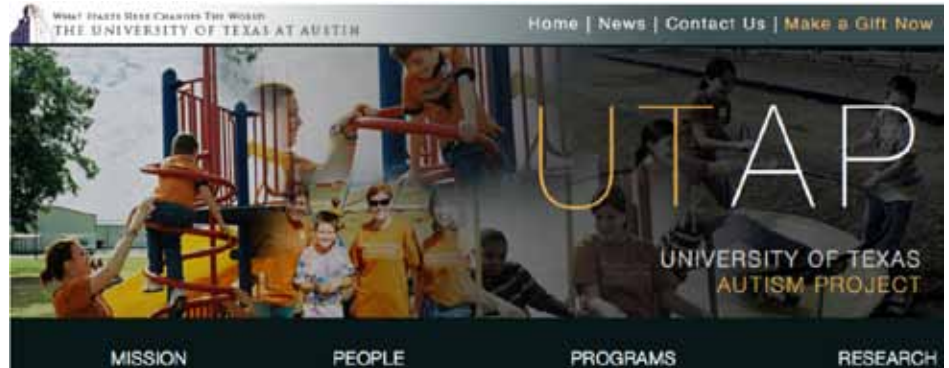 WHAT STARTS HERE CHANGES THE WORLD
THE UNIVERSITY OF TEXAS AT AUSTIN
Home | News | Contact Us | Make a Gift Now
UTAP
UNIVERSITY OF TEXAS
AUTISM PROJECT
MISSION PEOPLE PROGRAMS RESEARCH